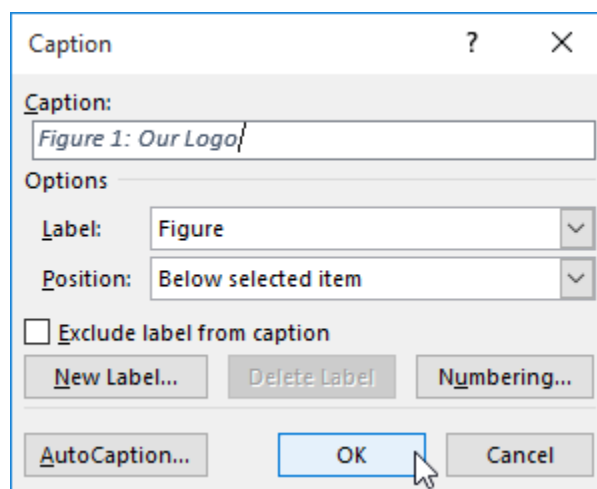 Caption ? X
Caption:
Figure 1: Our Logo
Options
Label: Figure
Position: Below selected item
Exclude label from caption
New Label... Delete Label Numbering...
AutoCaption... OK Cancel